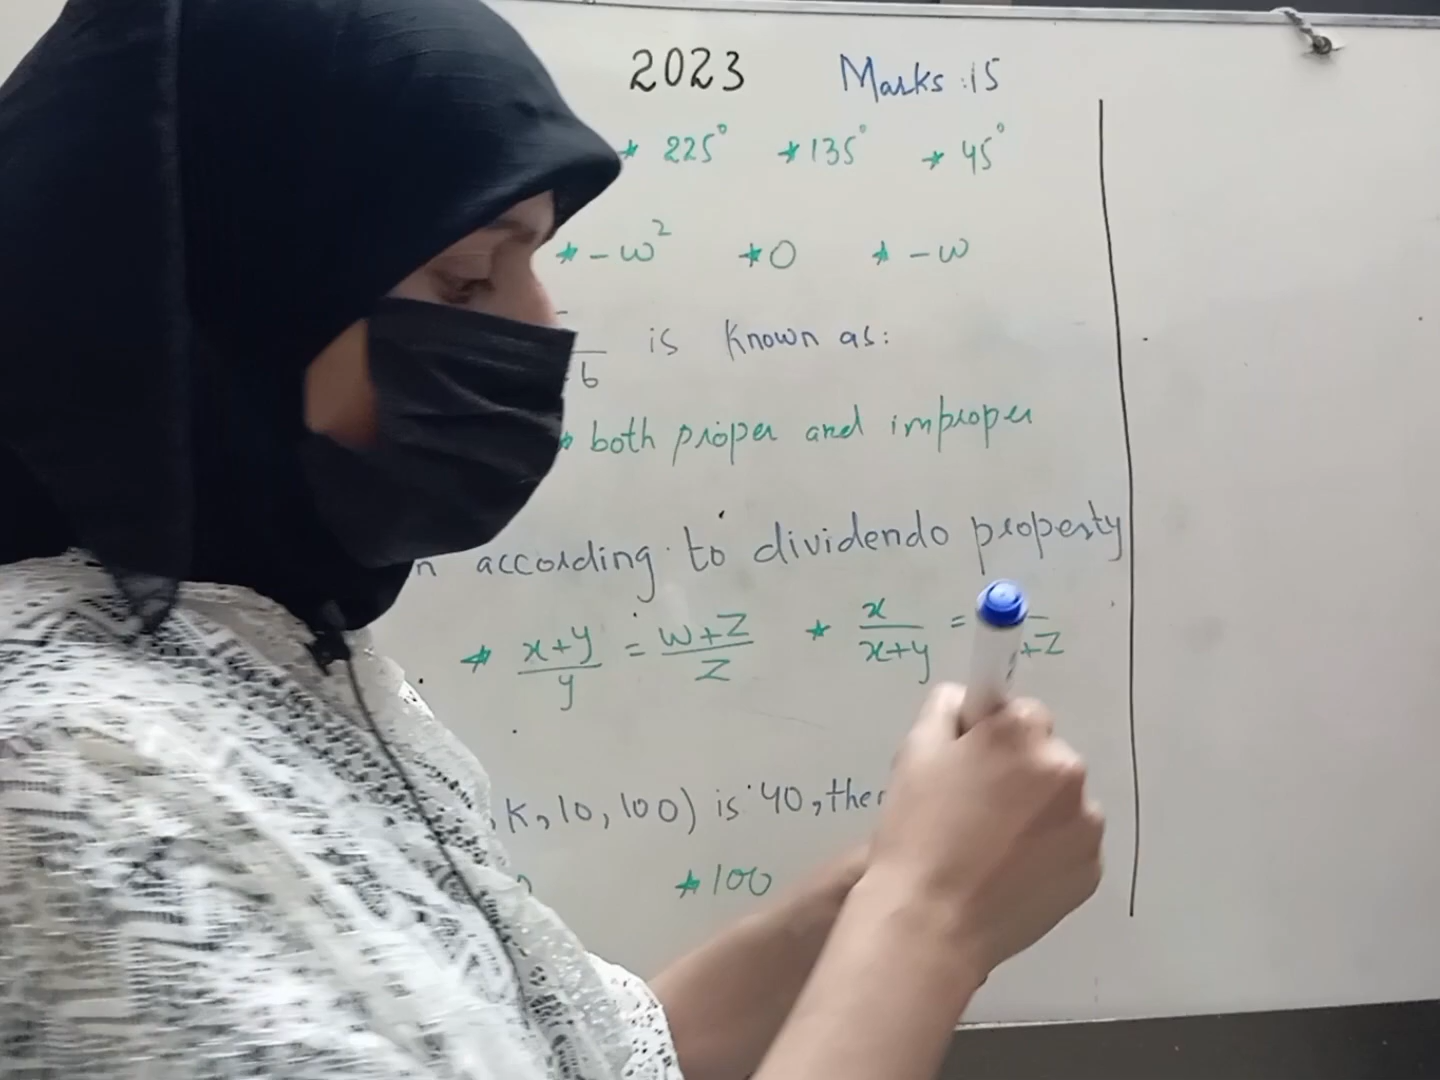 2023 Marks :15
* 225° * 135° * 45°
* -ω² * 0 * -ω
is known as:
6
* both proper and improper
n according to dividendo property
* x+y/y = w+z/z * x/x+y = +z
, k, 10, 100) is 40, then
* 100